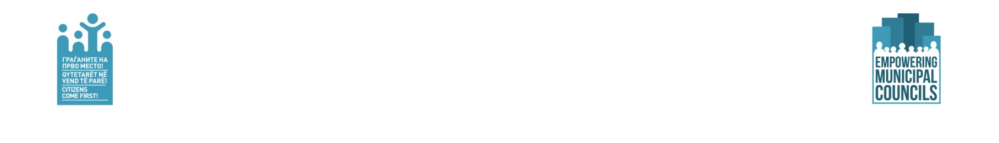 ГРАЃАНИТЕ НА
ПРВО МЕСТО!
QYTETARËT NË
VEND TË PARË!
CITIZENS
COME FIRST!
EMPOWERING
MUNICIPAL
COUNCILS